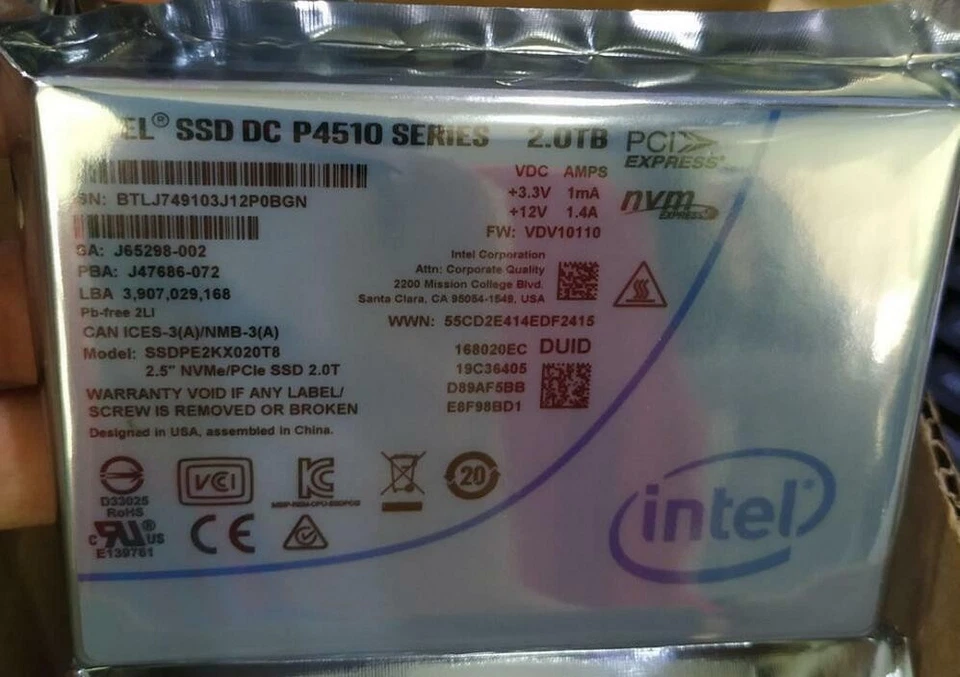 EL® SSD DC P4510 SERIES 2.0TB
PCI EXPRESS®
nvm EXPRESS
VDC AMPS
+3.3V 1mA
+12V 1.4A
FW: VDV10110
SN: BTLJ749103J12P0BGN
SA: J65298-002
PBA: J47686-072
LBA 3,907,029,168
Pb-free 2LI
CAN ICES-3(A)/NMB-3(A)
Model: SSDPE2KX020T8
2.5" NVMe/PCIe SSD 2.0T
WARRANTY VOID IF ANY LABEL/
SCREW IS REMOVED OR BROKEN
Designed in USA, assembled in China.
Intel Corporation
Attn: Corporate Quality
2200 Mission College Blvd.
Santa Clara, CA 95054-1549, USA
WWN: 55CD2E414EDF2415
168020EC DUID
19C36405
D89AF5BB
E8F98BD1
D33025
RoHS
VCI
20
c RU® US
E139761
CE
intel®